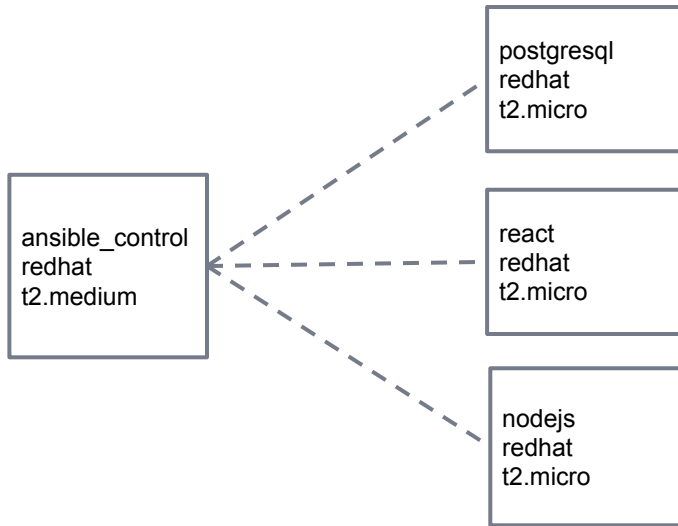 postgresql
redhat
t2.micro
ansible_control
redhat
t2.medium
react
redhat
t2.micro
nodejs
redhat
t2.micro